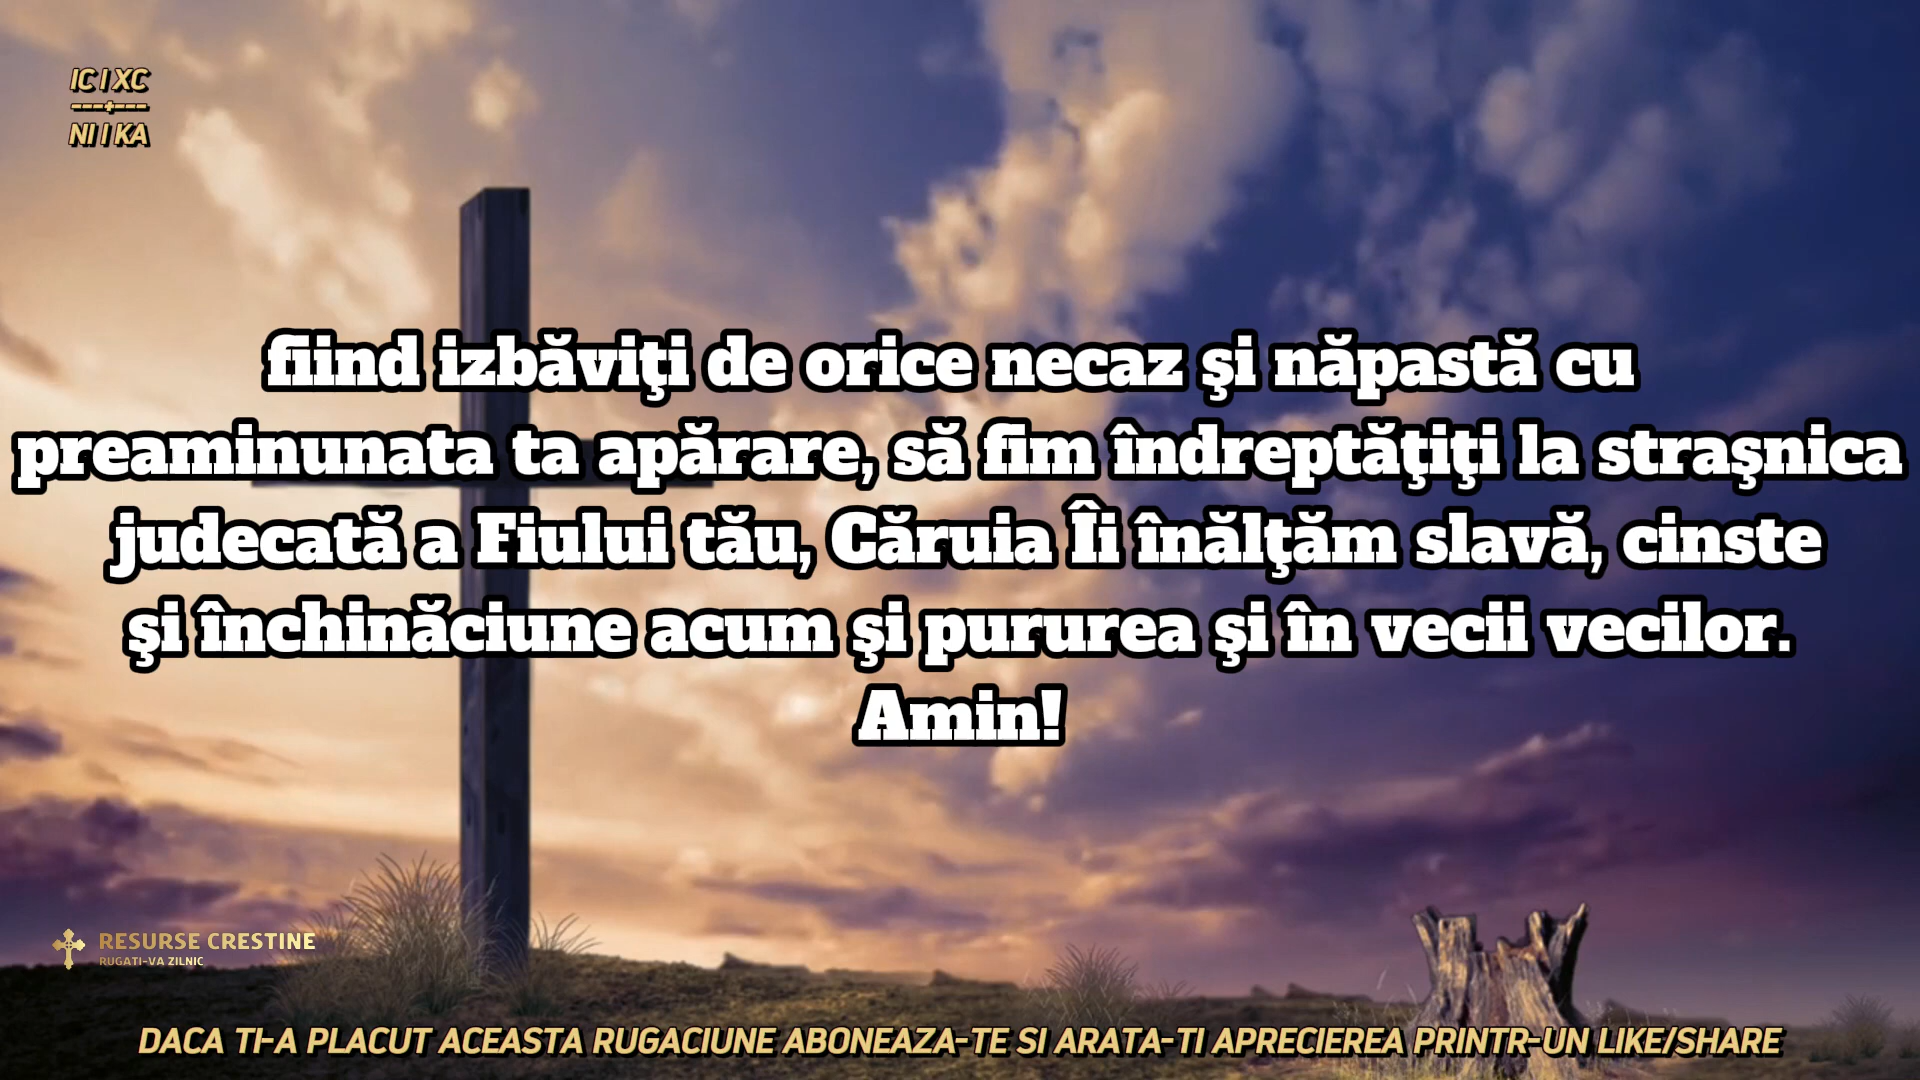 IC | XC
---+---
NI | KA
fiind izbăviţi de orice necaz şi năpastă cu
preaminunata ta apărare, să fim îndreptăţiţi la straşnica
judecată a Fiului tău, Căruia Îi înălţăm slavă, cinste
şi închinăciune acum şi pururea şi în vecii vecilor.
Amin!
RESURSE CRESTINE
RUGATI-VA ZILNIC
DACA TI-A PLACUT ACEASTA RUGACIUNE ABONEAZA-TE SI ARATA-TI APRECIEREA PRINTR-UN LIKE/SHARE